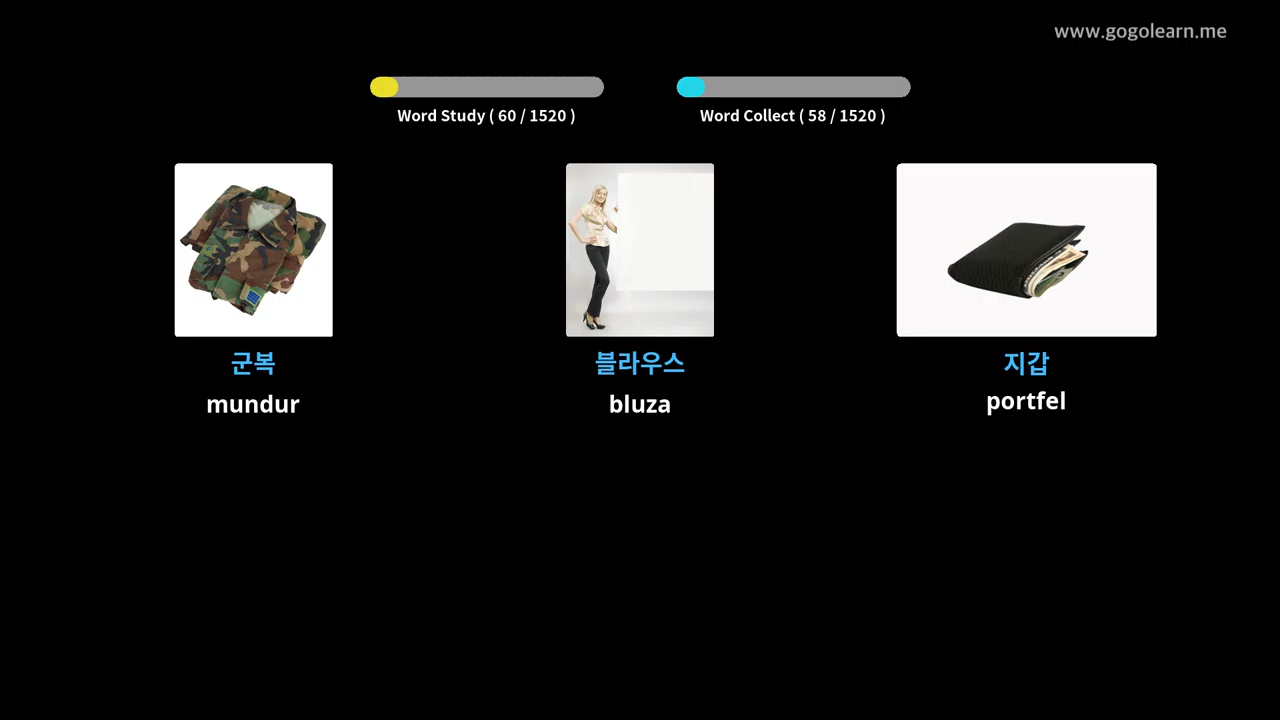 www.gogolearn.me
Word Study ( 60 / 1520 )
Word Collect ( 58 / 1520 )
군복
mundur
블라우스
bluza
지갑
portfel